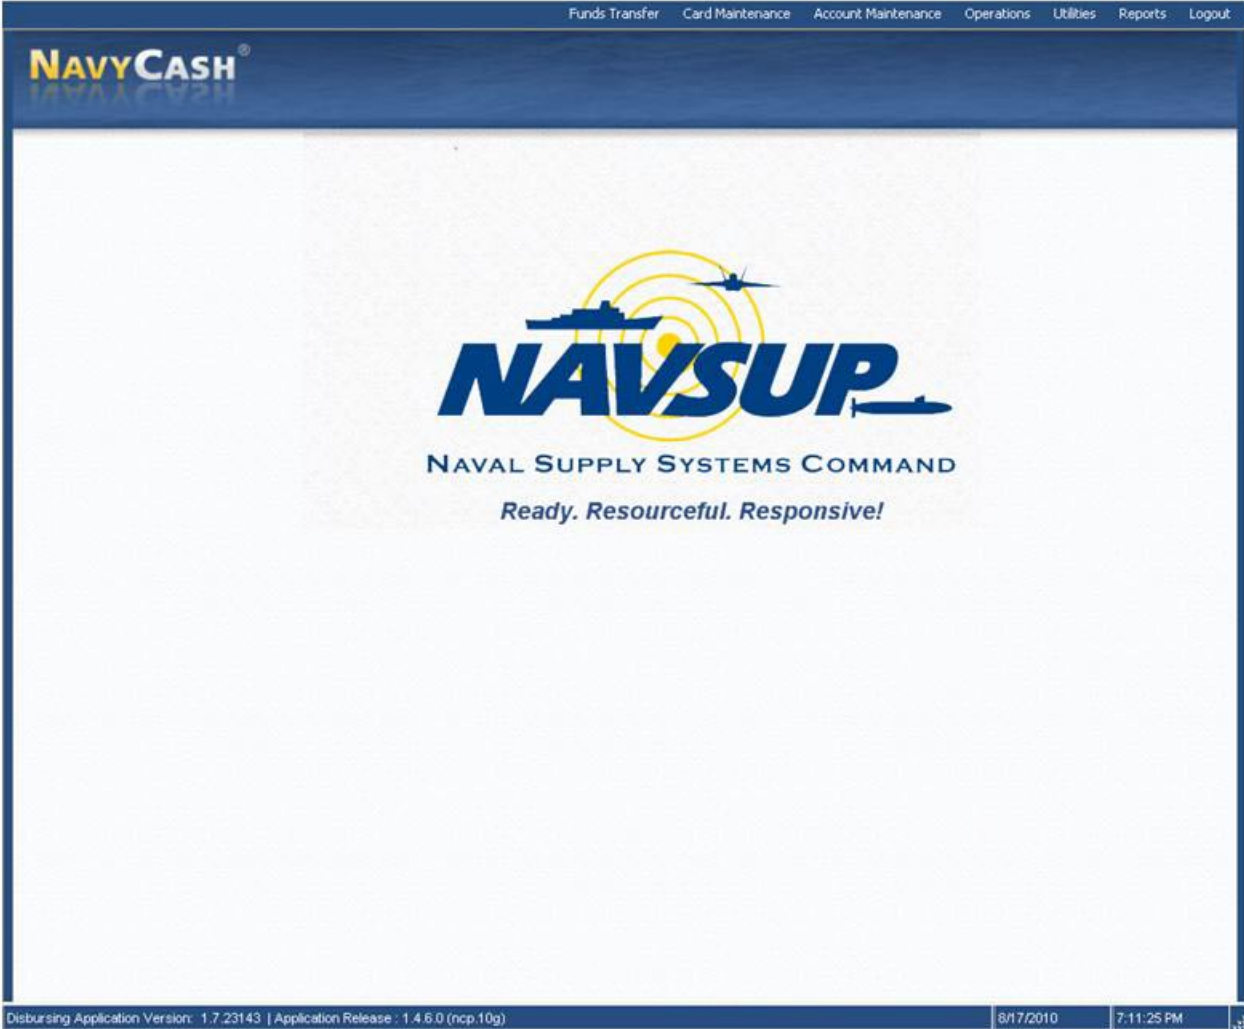 Funds Transfer Card Maintenance Account Maintenance Operations Utilities Reports Logout
NAVYCASH®
NAVSUP
NAVAL SUPPLY SYSTEMS COMMAND
Ready. Resourceful. Responsive!
Disbursing Application Version: 1.7.23143 | Application Release : 1.4.6.0 (ncp.10g) 8/17/2010 7:11:25 PM